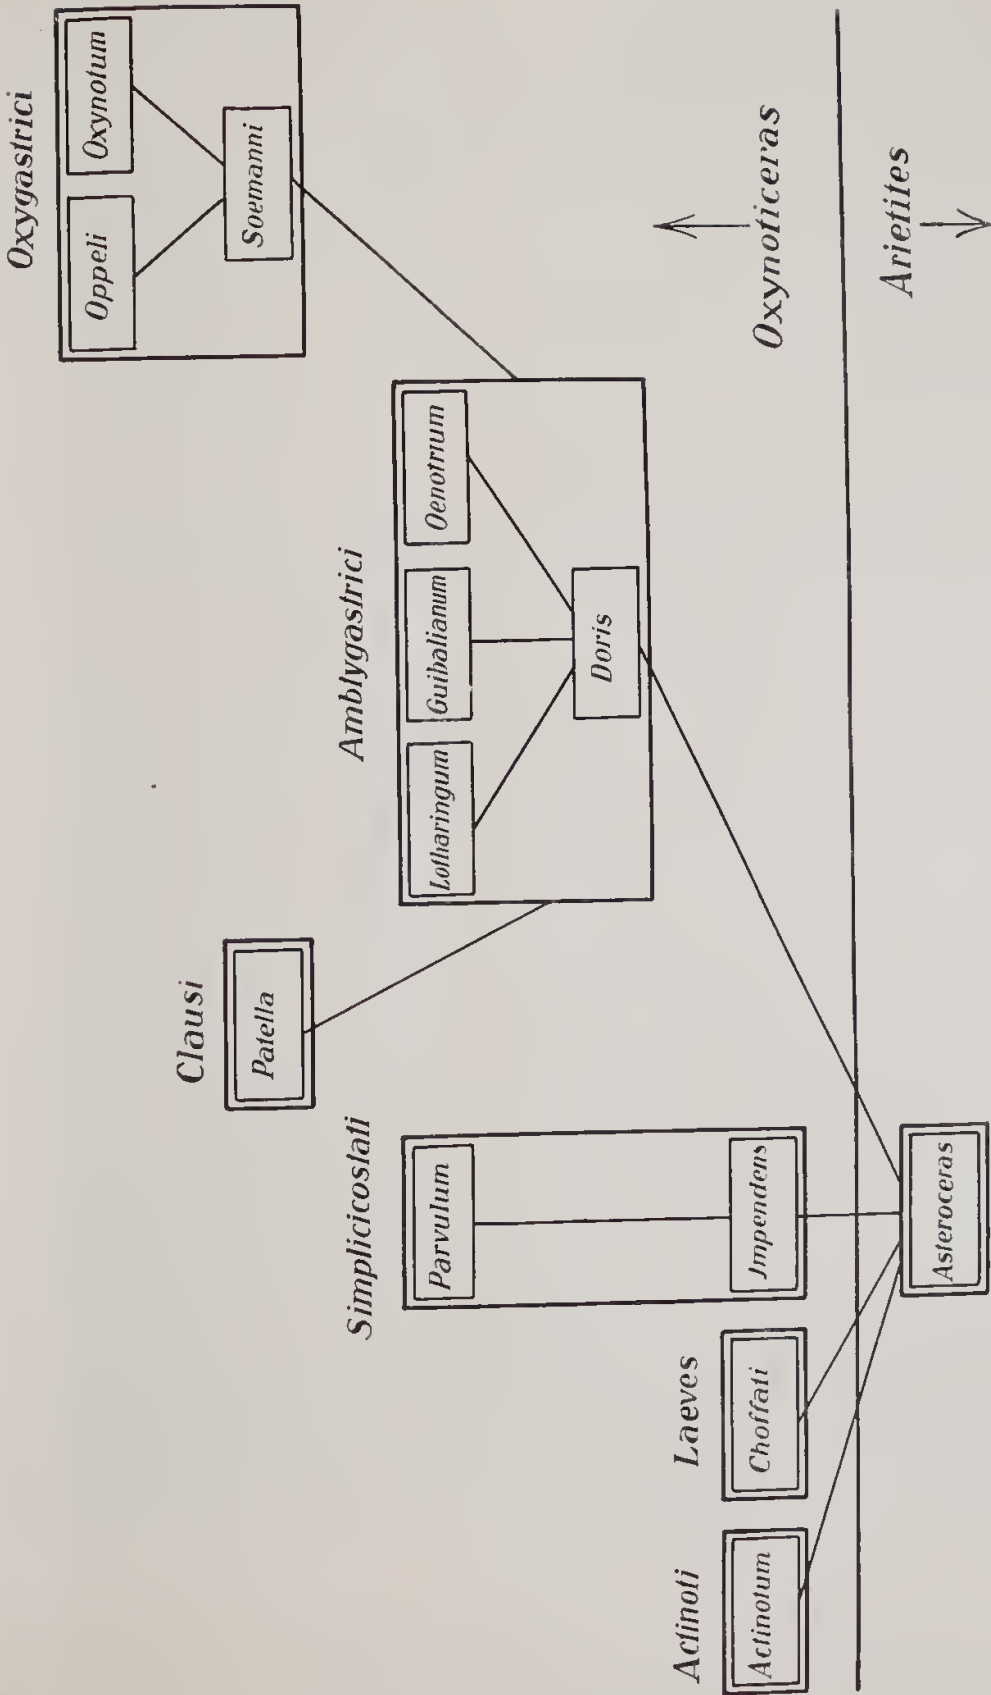 Oxygastrici
Oppeli
Oxynotum
Soemanni
Amblygastrici
Lotharingum
Guibalianum
Oenotrium
Doris
Clausi
Patella
Simplicicostati
Parvulum
Jmpendens
Laeves
Choffati
Actinoti
Actinotum
Oxynoticeras
Arietites
Asteroceras